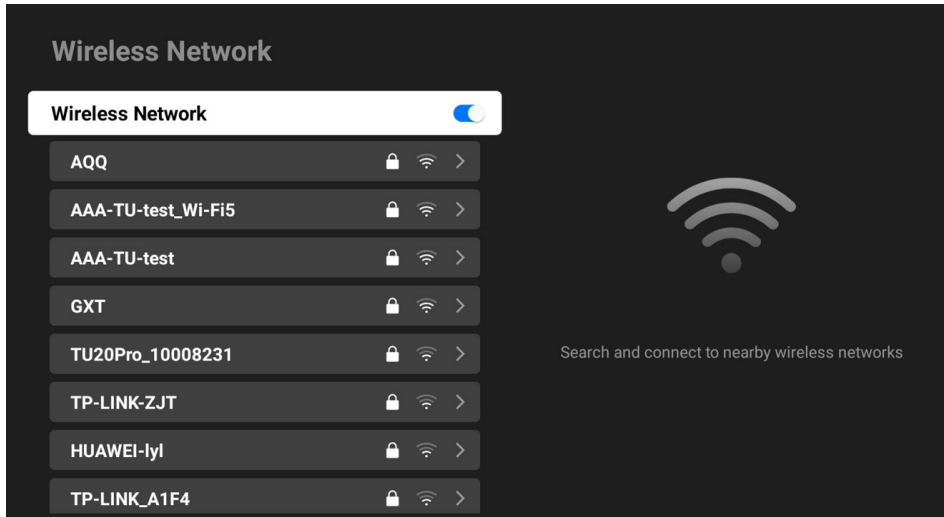 Wireless Network
Wireless Network
AQQ
AAA-TU-test_Wi-Fi5
AAA-TU-test
GXT
TU20Pro_10008231
Search and connect to nearby wireless networks
TP-LINK-ZJT
HUAWEI-lyl
TP-LINK_A1F4